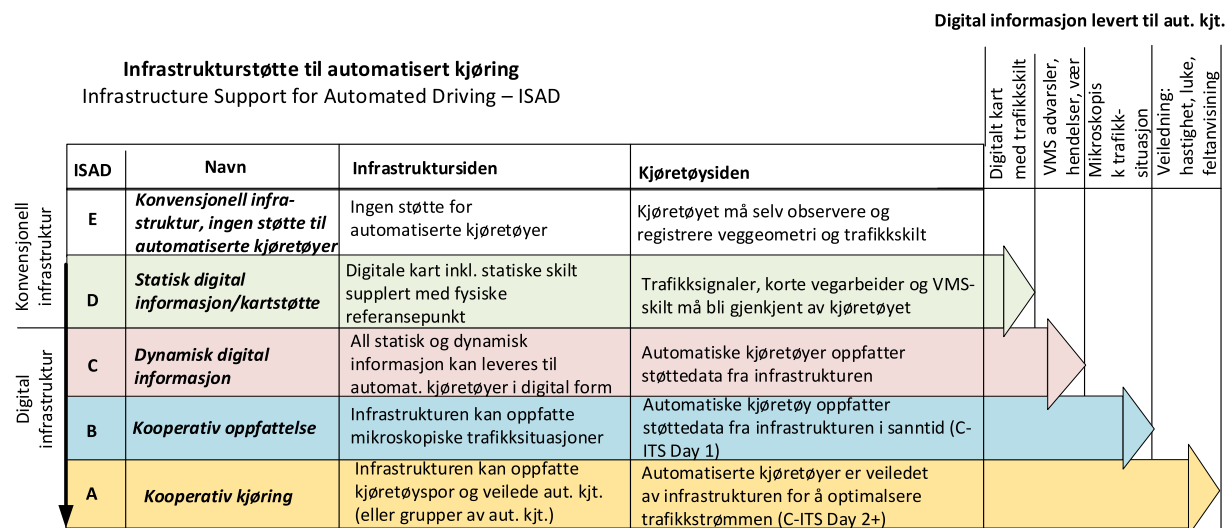 Digital informasjon levert til aut. kjt.
Infrastrukturstøtte til automatisert kjøring
Infrastructure Support for Automated Driving – ISAD
Digitalt kart
med trafikkskilt
VMS advarsler,
hendelser, vær
Mikroskopis
k trafikk-
situasjon
Veiledning:
hastighet, luke,
feltanvisining
ISAD
Navn
Infrastruktursiden
Kjøretøysiden
Konvensjonell
infrastruktur
E
Konvensjonell infra-
struktur, ingen støtte til
automatiserte kjøretøyer
Ingen støtte for
automatiserte kjøretøyer
Kjøretøyet må selv observere og
registrere veggeometri og trafikkskilt
D
Statisk digital
informasjon/kartstøtte
Digitale kart inkl. statiske skilt
supplert med fysiske
referansepunkt
Trafikksignaler, korte vegarbeider og VMS-
skilt må bli gjenkjent av kjøretøyet
Digital
infrastruktur
C
Dynamisk digital
informasjon
All statisk og dynamisk
informasjon kan leveres til
automat. kjøretøyer i digital form
Automatiske kjøretøyer oppfatter
støttedata fra infrastrukturen
B
Kooperativ oppfattelse
Infrastrukturen kan oppfatte
mikroskopiske trafikksituasjoner
Automatiske kjøretøy oppfatter
støttedata fra infrastrukturen i sanntid (C-
ITS Day 1)
A
Kooperativ kjøring
Infrastrukturen kan oppfatte
kjøretøyspor og veilede aut. kjt.
(eller grupper av aut. kjt.)
Automatiserte kjøretøyer er veiledet
av infrastrukturen for å optimalsere
trafikkstrømmen (C-ITS Day 2+)